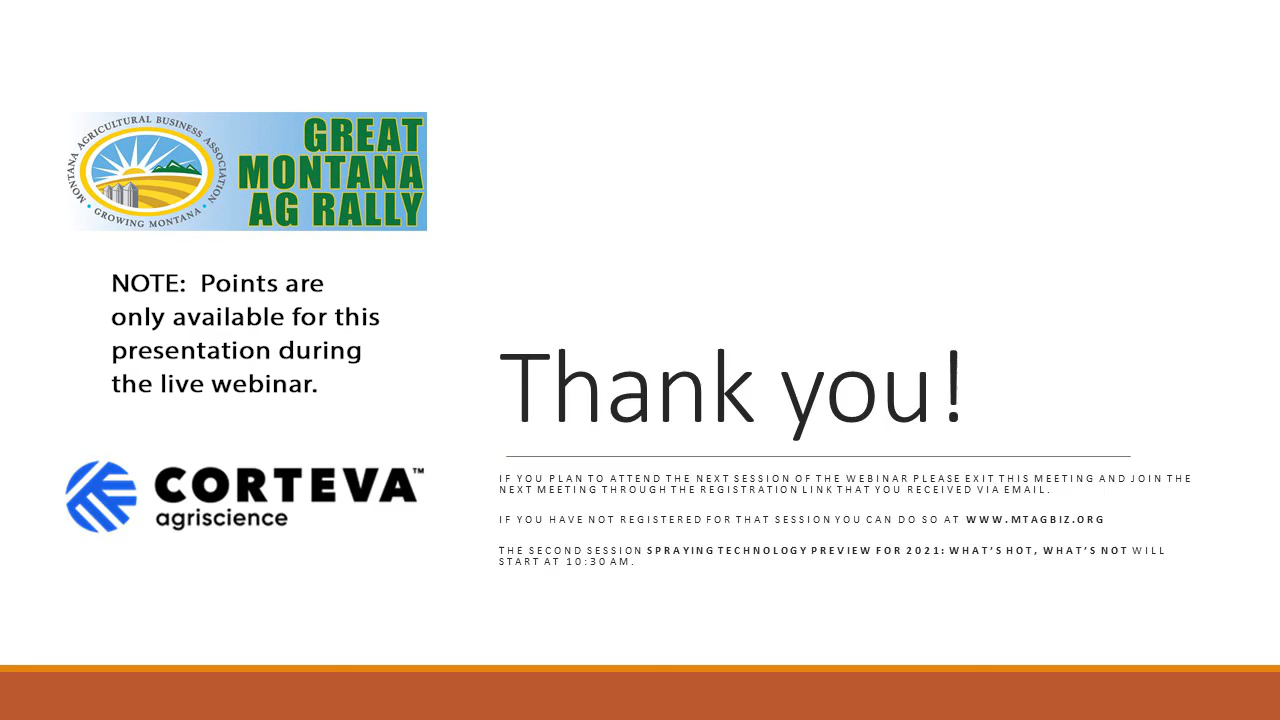 MONTANA AGRICULTURAL BUSINESS ASSOCIATION
• GROWING MONTANA •
GREAT
MONTANA
AG RALLY
NOTE:  Points are
only available for this
presentation during
the live webinar.
CORTEVA™
agriscience
Thank you!
IF YOU PLAN TO ATTEND THE NEXT SESSION OF THE WEBINAR PLEASE EXIT THIS MEETING AND JOIN THE
NEXT MEETING THROUGH THE REGISTRATION LINK THAT YOU RECEIVED VIA EMAIL.
IF YOU HAVE NOT REGISTERED FOR THAT SESSION YOU CAN DO SO AT WWW.MTAGBIZ.ORG
THE SECOND SESSION SPRAYING TECHNOLOGY PREVIEW FOR 2021: WHAT'S HOT, WHAT'S NOT WILL
START AT 10:30 AM.